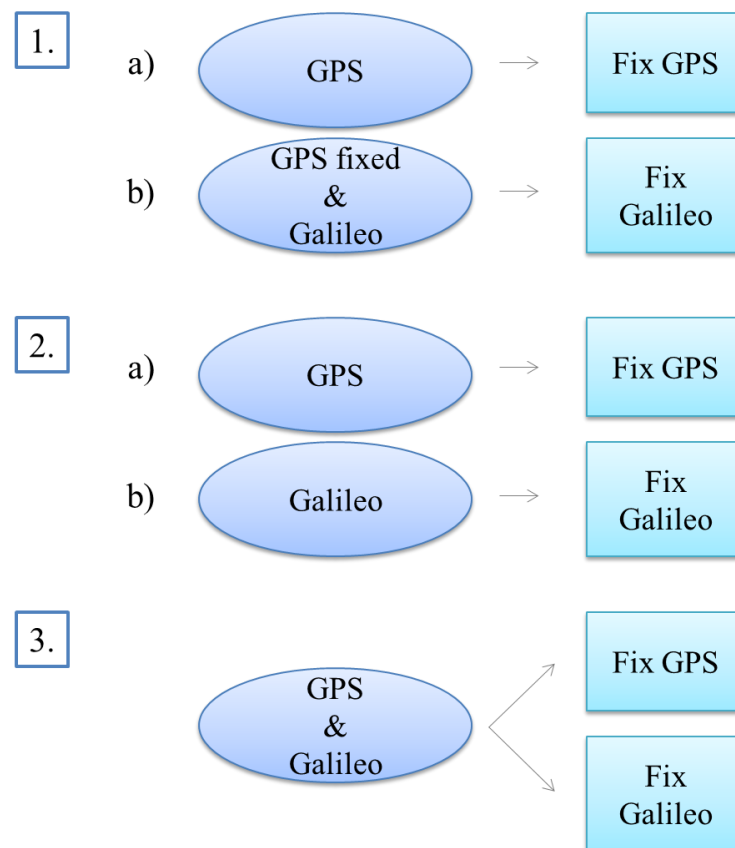 1.
a)
GPS
Fix GPS
b)
GPS fixed
&
Galileo
Fix
Galileo
2.
a)
GPS
Fix GPS
b)
Galileo
Fix
Galileo
3.
GPS
&
Galileo
Fix GPS
Fix
Galileo